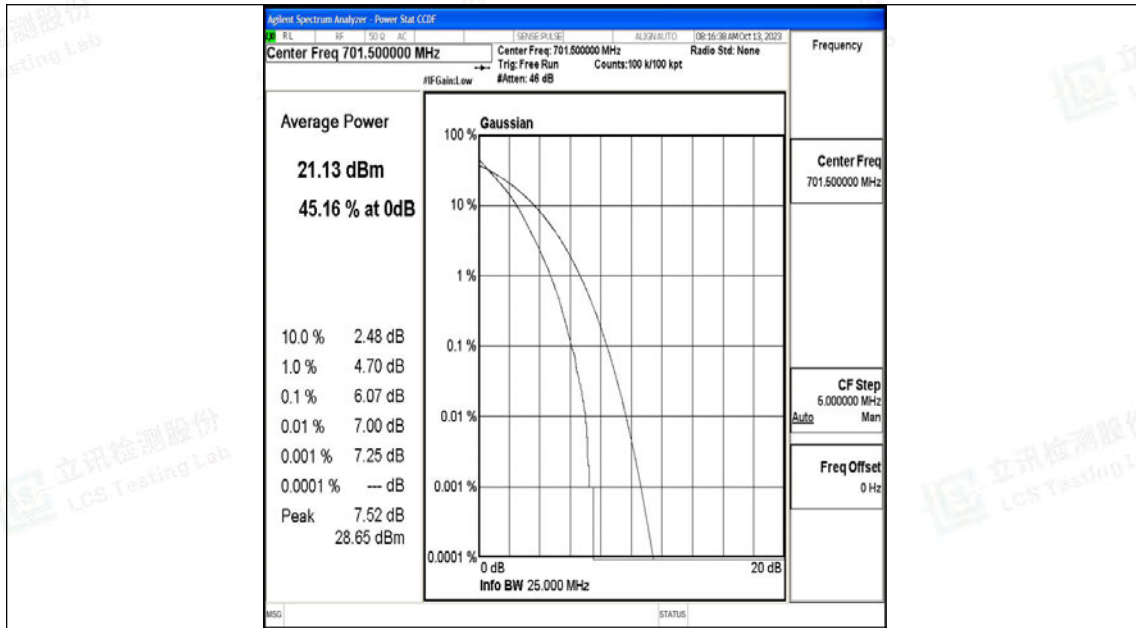 Agilent Spectrum Analyzer - Power Stat CCDF
RL RF 50 Ω AC SENSE:PULSE ALIGNAUTO 08:16:38 AM Oct 13, 2023
Center Freq 701.500000 MHz
Center Freq: 701.500000 MHz Radio Std: None
Trig: Free Run Counts:100 k/100 kpt
#IFGain:Low #Atten: 46 dB
Frequency
Average Power
21.13 dBm
45.16 % at 0dB
10.0 % 2.48 dB
1.0 % 4.70 dB
0.1 % 6.07 dB
0.01 % 7.00 dB
0.001 % 7.25 dB
0.0001 % --- dB
Peak 7.52 dB
28.65 dBm
Gaussian
100 %
10 %
1 %
0.1 %
0.01 %
0.001 %
0.0001 %
0 dB 20 dB
Info BW 25.000 MHz
Center Freq
701.500000 MHz
CF Step
5.000000 MHz
Auto Man
Freq Offset
0 Hz
MSG STATUS
立讯检测股份
LCS Testing Lab
立讯检测股份
LCS Testing L